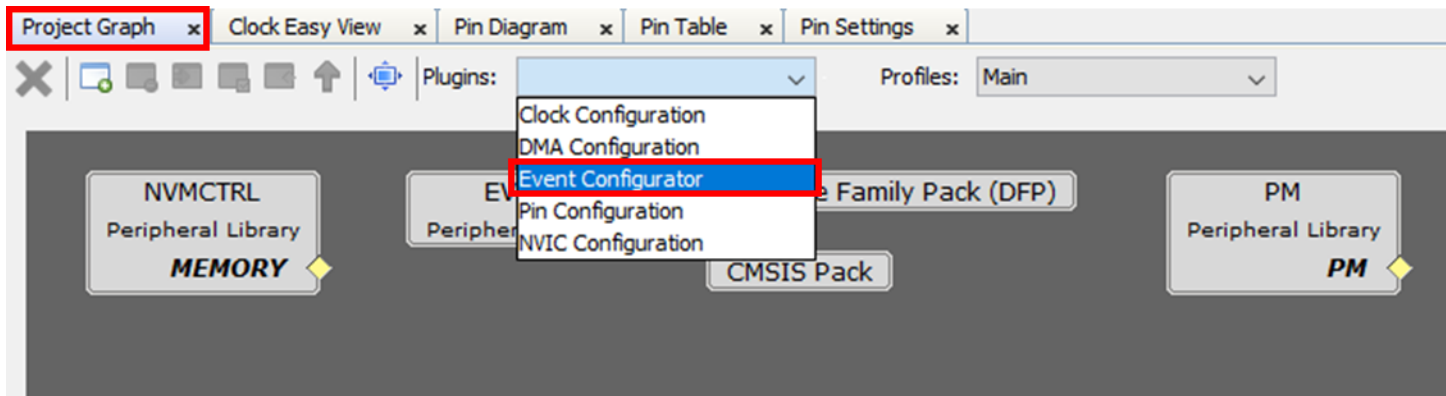 Project Graph x Clock Easy View x Pin Diagram x Pin Table x Pin Settings x
Plugins: Profiles: Main
Clock Configuration
DMA Configuration
Event Configurator
Pin Configuration
NVIC Configuration
NVMCTRL
Peripheral Library
MEMORY
Family Pack (DFP)
CMSIS Pack
PM
Peripheral Library
PM